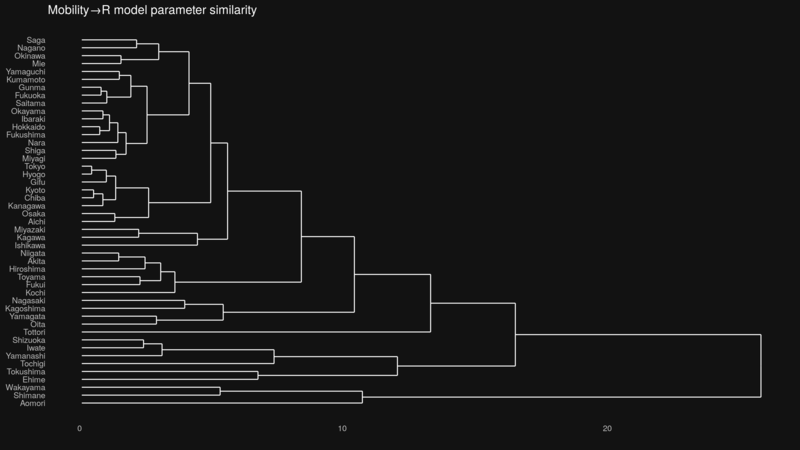 Mobility→R model parameter similarity
Saga
Nagano
Okinawa
Mie
Yamaguchi
Kumamoto
Gunma
Fukuoka
Saitama
Okayama
Ibaraki
Hokkaido
Fukushima
Nara
Shiga
Miyagi
Tokyo
Hyogo
Gifu
Kyoto
Chiba
Kanagawa
Osaka
Aichi
Miyazaki
Kagawa
Ishikawa
Niigata
Akita
Hiroshima
Toyama
Fukui
Kochi
Nagasaki
Kagoshima
Yamagata
Oita
Tottori
Shizuoka
Iwate
Yamanashi
Tochigi
Tokushima
Ehime
Wakayama
Shimane
Aomori
0 10 20